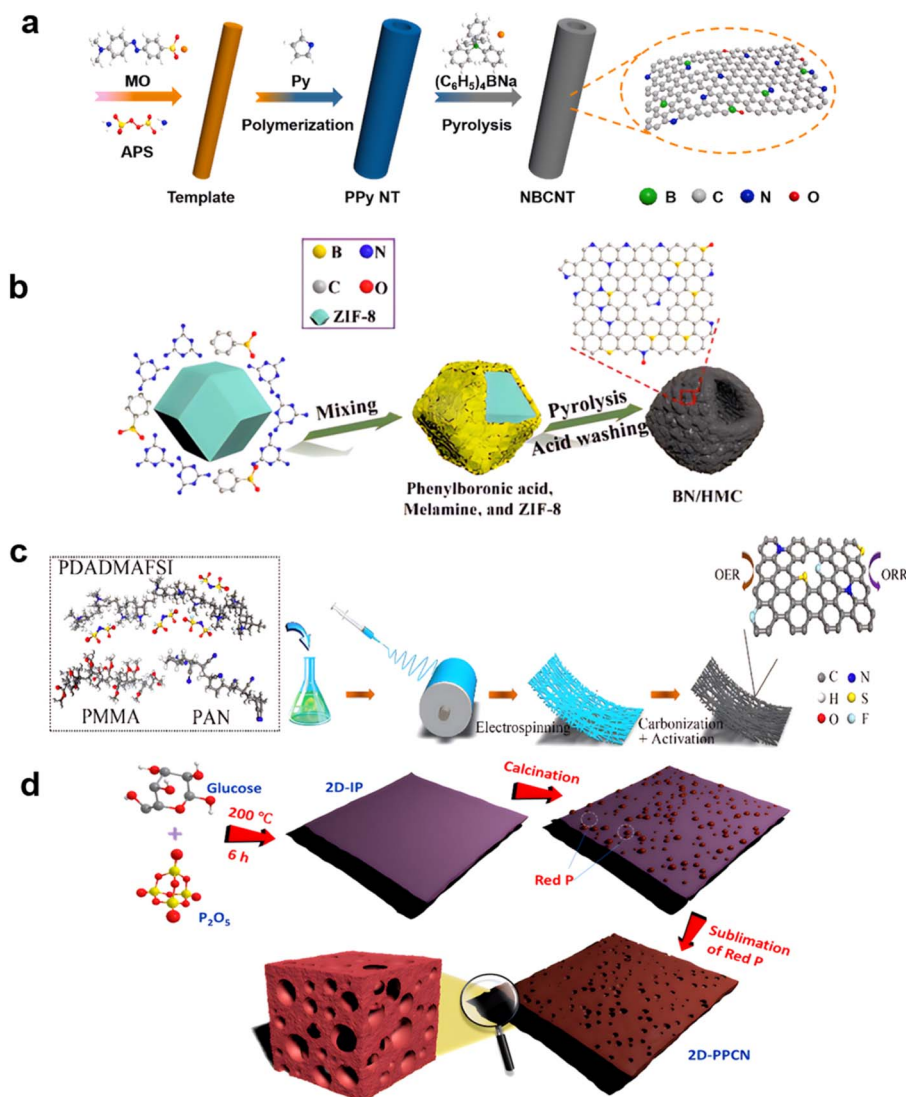 a
MO
APS
Template
Py
Polymerization
PPy NT
(C₆H₅)₄BNa
Pyrolysis
NBCNT
B C N O
b
B N
C O
ZIF-8
Mixing
Phenylboronic acid,
Melamine, and ZIF-8
Pyrolysis
Acid washing
BN/HMC
c
PDADMAFSI
PMMA PAN
Electrospinning
Carbonization
+ Activation
OER ORR
C N
H S
O F
d
Glucose
+
P₂O₅
200 °C
6 h
2D-IP
Calcination
Red P
Sublimation
of Red P
2D-PPCN